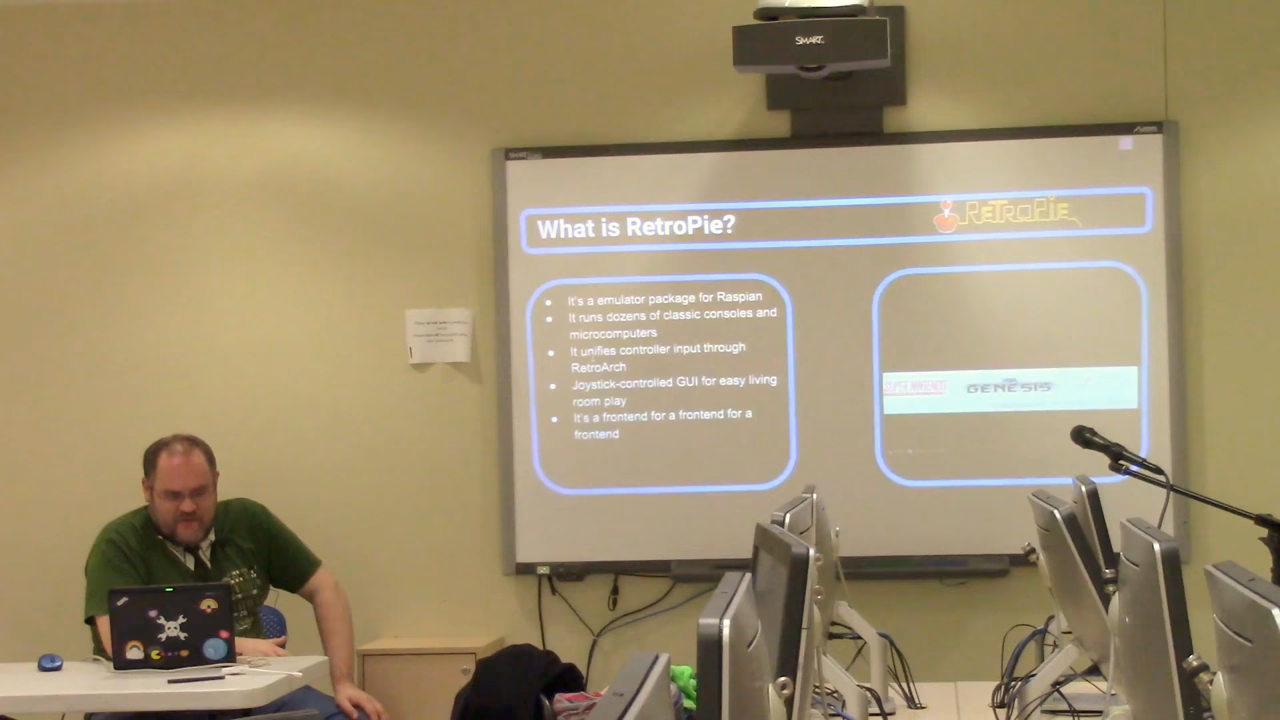 SMART
What is RetroPie?
RETROPIE
It's a emulator package for Raspian
It runs dozens of classic consoles and
microcomputers
It unifies controller input through
RetroArch
Joystick-controlled GUI for easy living
room play
It's a frontend for a frontend for a
frontend
SUPER NINTENDO
GENESIS